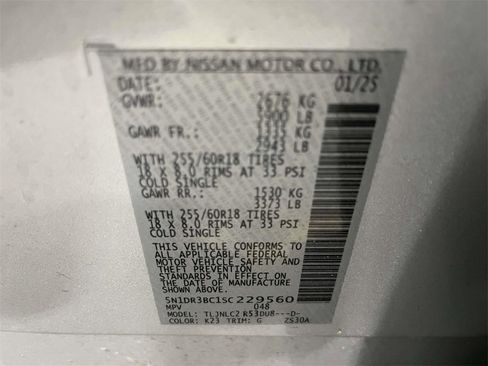 MFD BY NISSAN MOTOR CO., LTD.
DATE: 01/25
GVWR: 2676 KG
5900 LB
GAWR FR.: 1335 KG
2943 LB
WITH 255/60R18 TIRES
18 X 8.0 RIMS AT 33 PSI
COLD SINGLE
GAWR RR.: 1530 KG
3373 LB
WITH 255/60R18 TIRES
18 X 8.0 RIMS AT 33 PSI
COLD SINGLE
THIS VEHICLE CONFORMS TO
ALL APPLICABLE FEDERAL
MOTOR VEHICLE SAFETY AND
THEFT PREVENTION
STANDARDS IN EFFECT ON
THE DATE OF MANUFACTURE
SHOWN ABOVE.
5N1DR3BC1SC229560
MPV 048
MODEL: TLJNLC2 R53DU8---D-
COLOR: K23 TRIM: G ZS30A